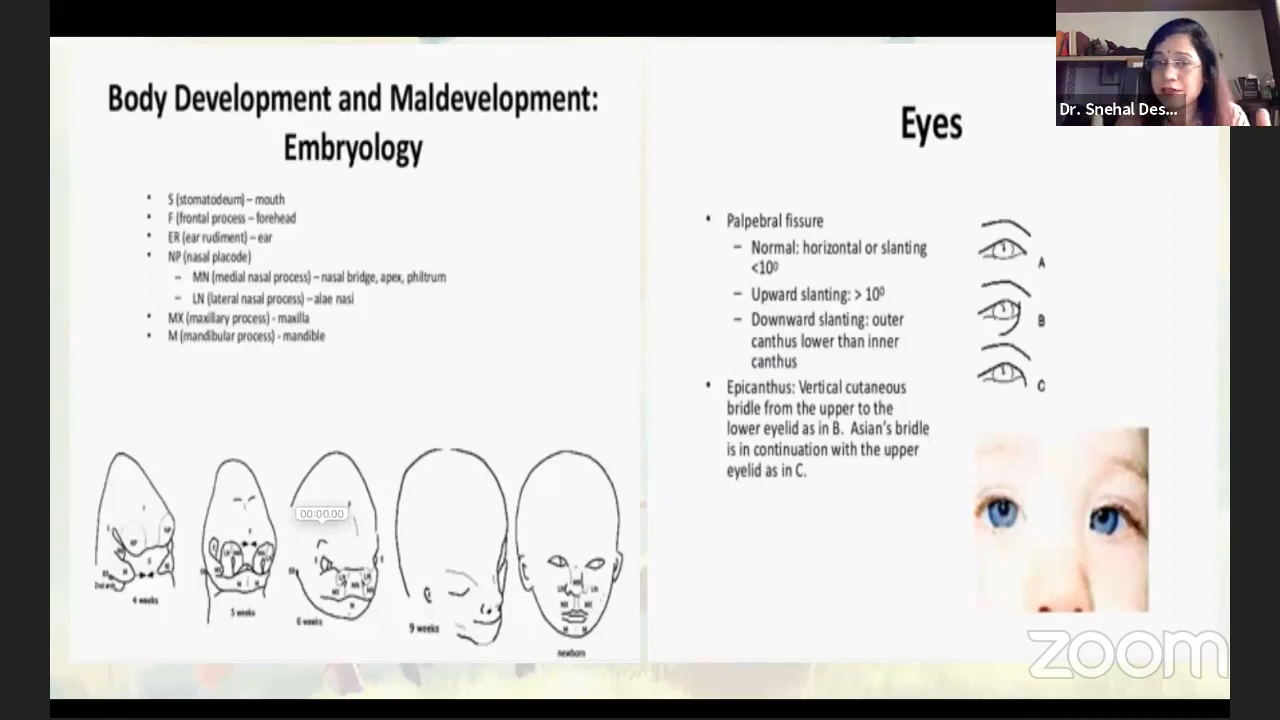 Body Development and Maldevelopment:
Embryology
• S (stomatodeum) – mouth
• F (frontal process – forehead
• ER (ear rudiment) – ear
• NP (nasal placode)
– MN (medial nasal process) – nasal bridge, apex, philtrum
– LN (lateral nasal process) – alae nasi
• MX (maxillary process) - maxilla
• M (mandibular process) - mandible
00:00.00
4 weeks
5 weeks
6 weeks
9 weeks
newborn
Eyes
• Palpebral fissure
– Normal: horizontal or slanting
<10⁰
– Upward slanting: > 10⁰
– Downward slanting: outer
canthus lower than inner
canthus
• Epicanthus: Vertical cutaneous
bridle from the upper to the
lower eyelid as in B. Asian's bridle
is in continuation with the upper
eyelid as in C.
A
B
C
Dr. Snehal Des...
zoom